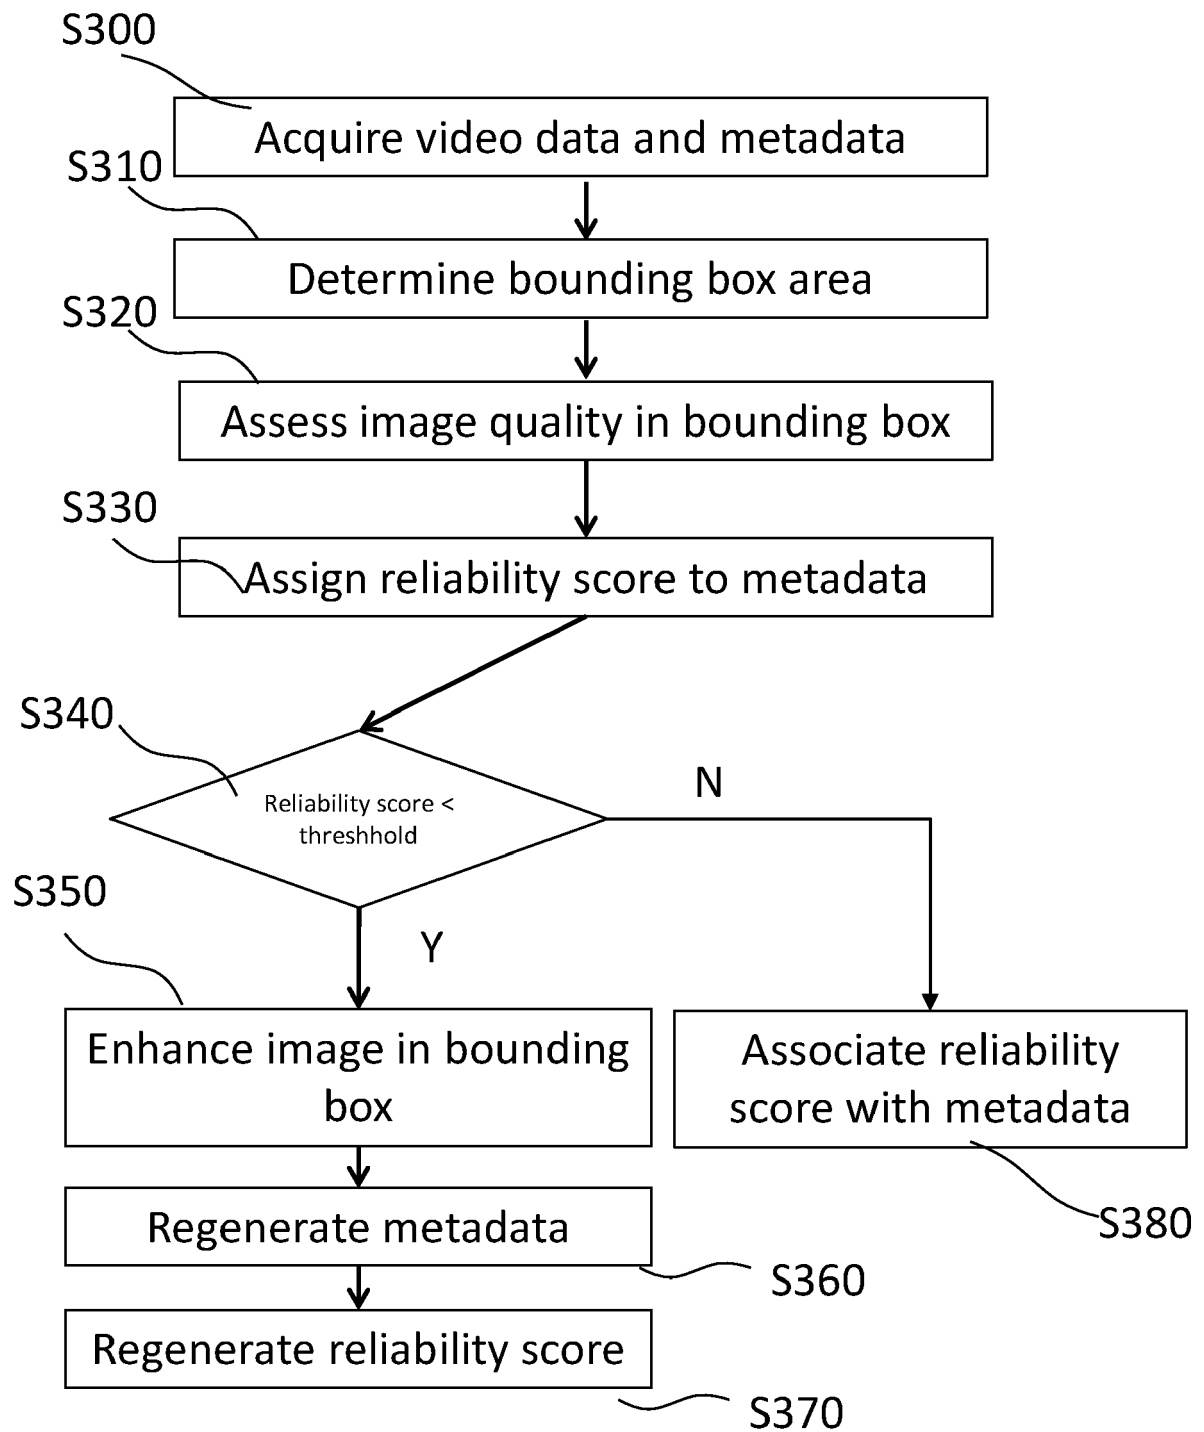 S300
Acquire video data and metadata
S310
Determine bounding box area
S320
Assess image quality in bounding box
S330
Assign reliability score to metadata
S340
Reliability score <
threshhold
N
S350
Y
Enhance image in bounding
box
Associate reliability
score with metadata
S380
Regenerate metadata
S360
Regenerate reliability score
S370